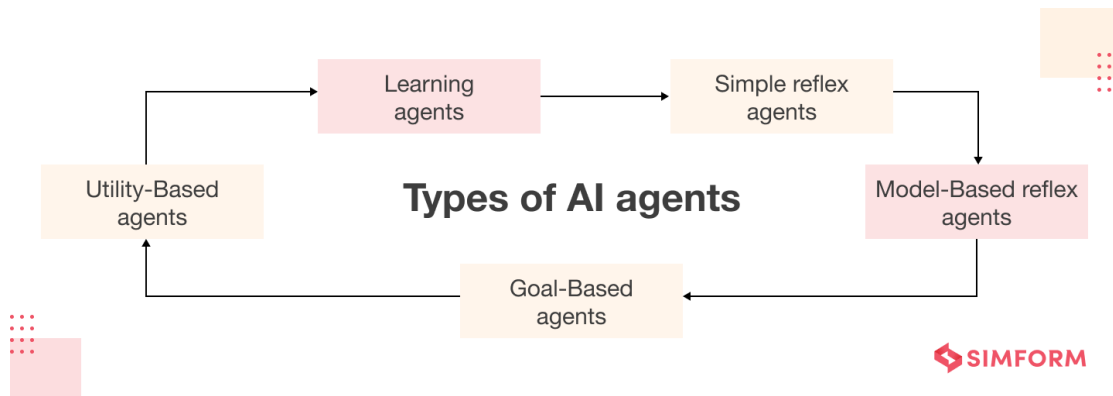 Learning
agents
Simple reflex
agents
Utility-Based
agents
Types of AI agents
Model-Based reflex
agents
Goal-Based
agents
SIMFORM